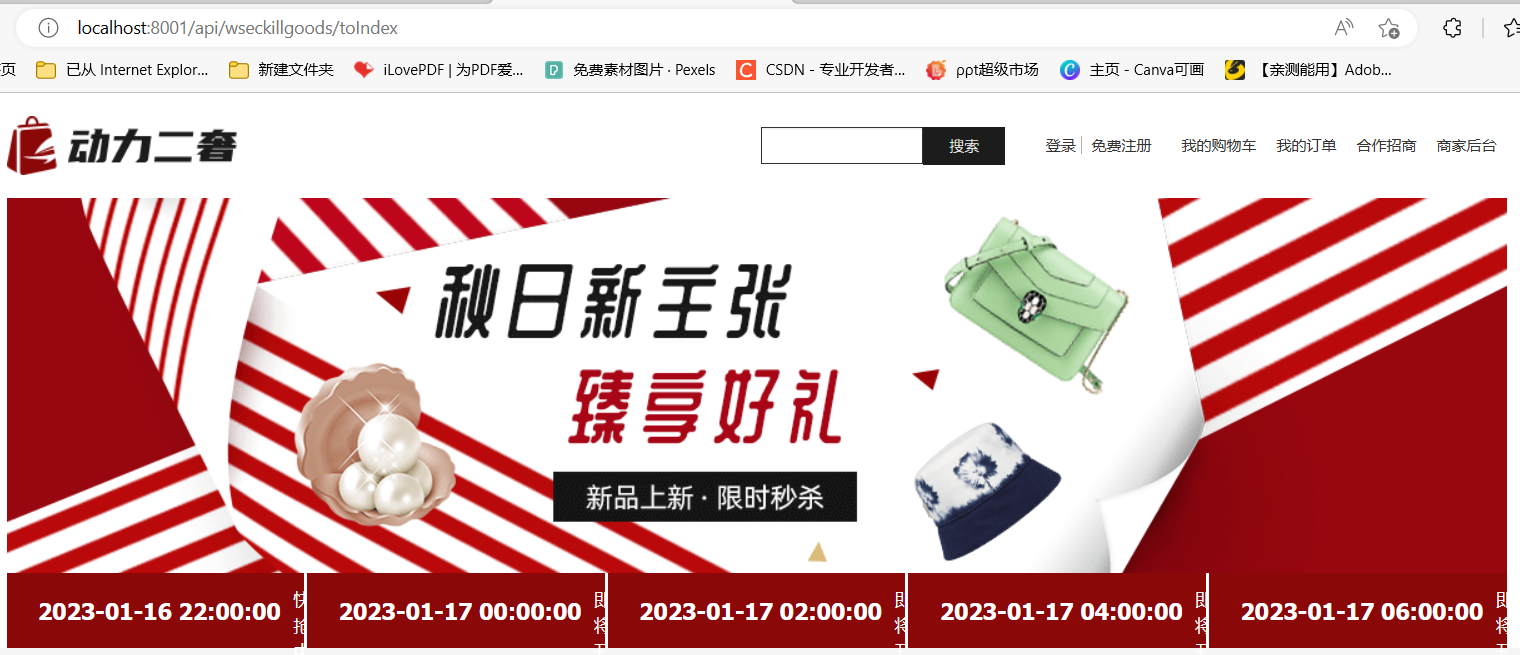 localhost:8001/api/wseckillgoods/toIndex
页 已从 Internet Explor... 新建文件夹 iLovePDF | 为PDF爱... 免费素材图片 · Pexels CSDN - 专业开发者... ppt超级市场 主页 - Canva可画 【亲测能用】Adob...
动力二奢 搜索 登录 免费注册 我的购物车 我的订单 合作招商 商家后台
秋日新主张
臻享好礼
新品上新 · 限时秒杀
2023-01-16 22:00:00 快抢 2023-01-17 00:00:00 即将 2023-01-17 02:00:00 即将 2023-01-17 04:00:00 即将 2023-01-17 06:00:00 即将